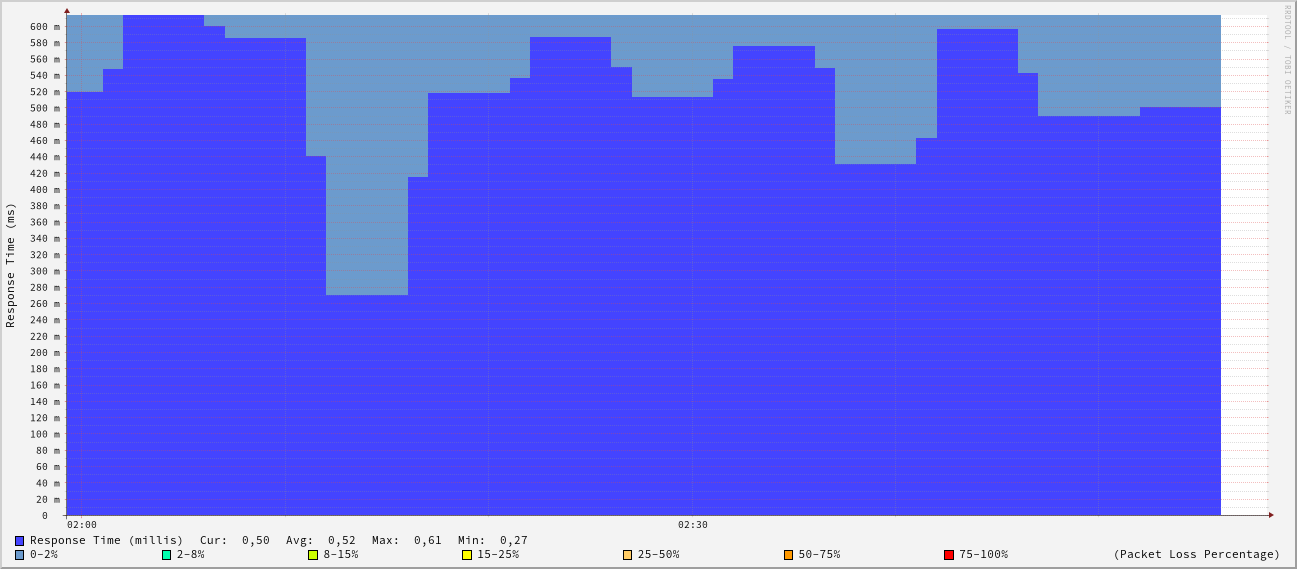 RRDTOOL / TOBI OETIKER
Response Time (ms)
600 m
580 m
560 m
540 m
520 m
500 m
480 m
460 m
440 m
420 m
400 m
380 m
360 m
340 m
320 m
300 m
280 m
260 m
240 m
220 m
200 m
180 m
160 m
140 m
120 m
100 m
80 m
60 m
40 m
20 m
0
02:00 02:30
Response Time (millis) Cur: 0,50 Avg: 0,52 Max: 0,61 Min: 0,27
0-2% 2-8% 8-15% 15-25% 25-50% 50-75% 75-100% (Packet Loss Percentage)